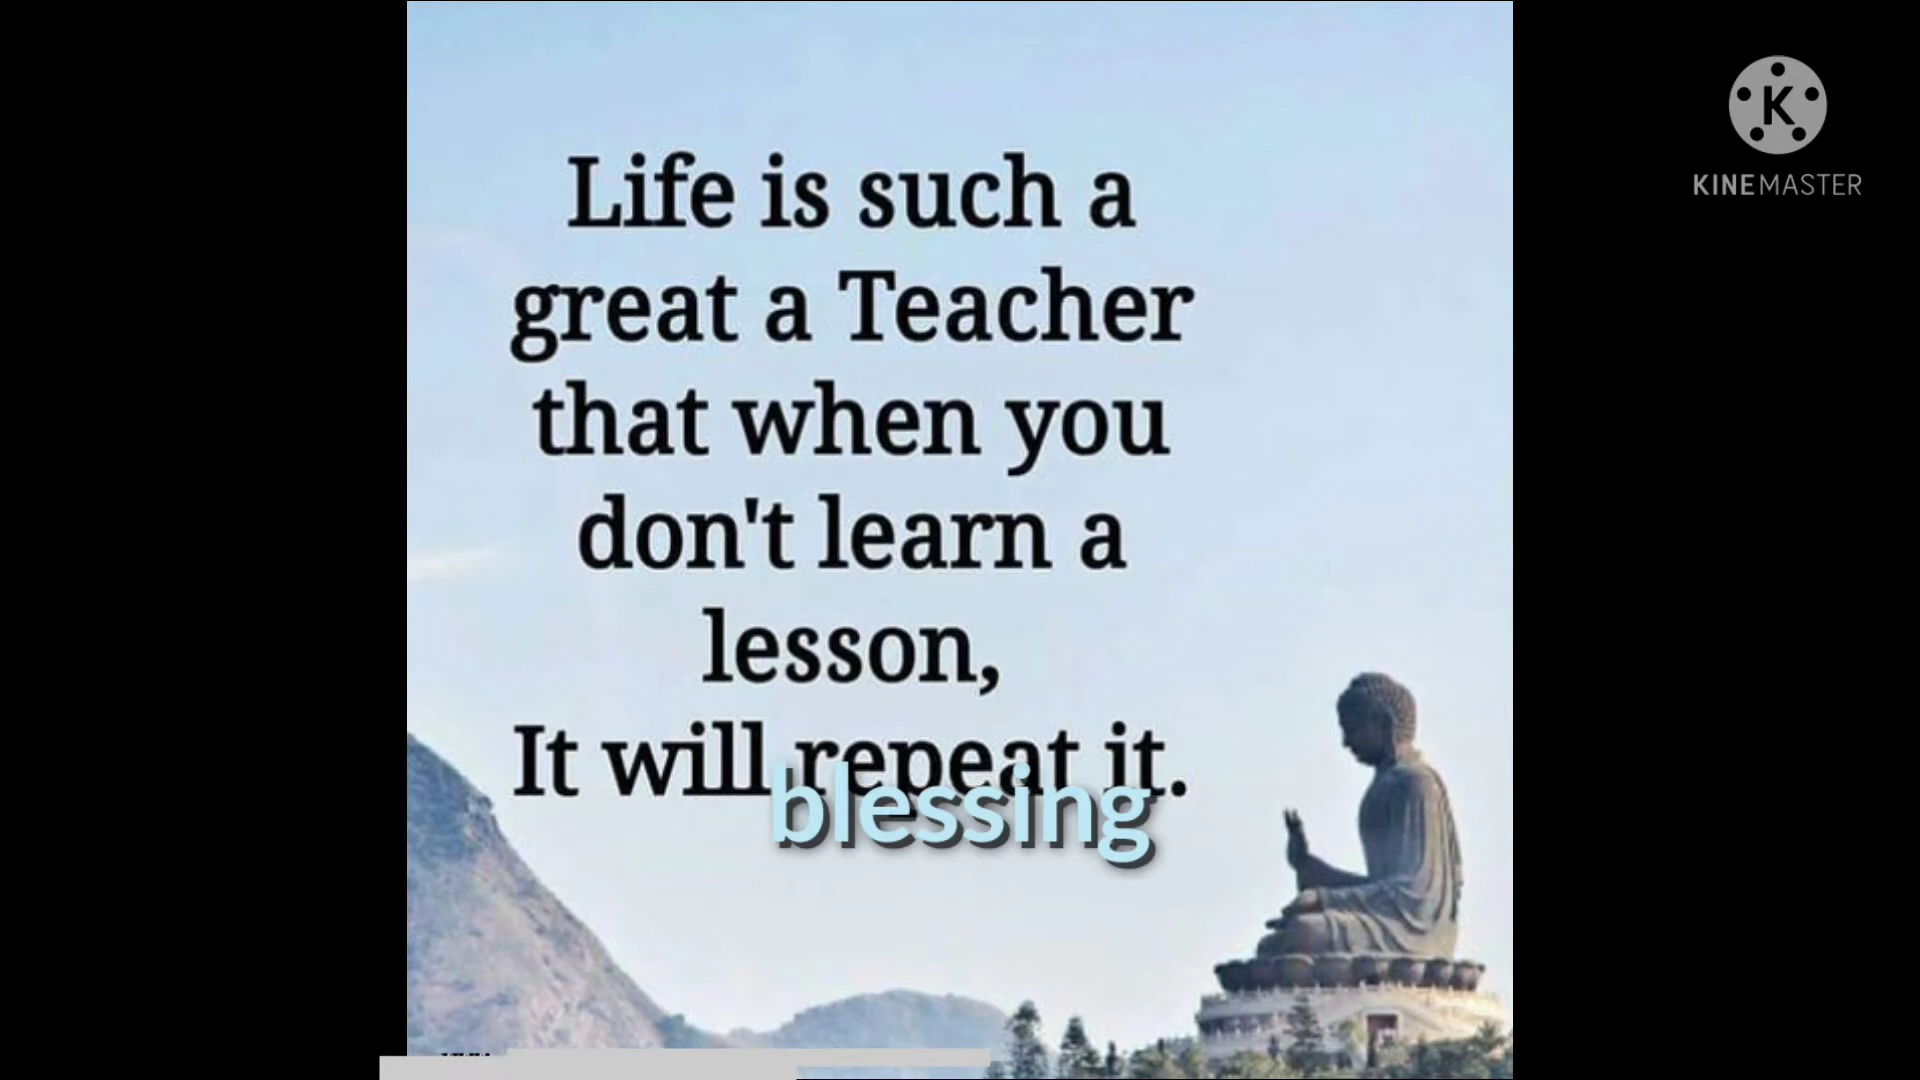 Life is such a
great a Teacher
that when you
don't learn a
lesson,
It will repeat it.
blessing
K
KINEMASTER